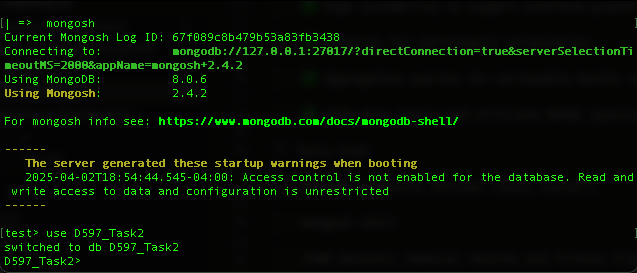 [| => mongosh
Current Mongosh Log ID: 67f089c8b479b53a83fb3438
Connecting to: mongodb://127.0.0.1:27017/?directConnection=true&serverSelectionTi
meoutMS=2000&appName=mongosh+2.4.2
Using MongoDB: 8.0.6
Using Mongosh: 2.4.2
For mongosh info see: https://www.mongodb.com/docs/mongodb-shell/
------
The server generated these startup warnings when booting
2025-04-02T18:54:44.545-04:00: Access control is not enabled for the database. Read and
write access to data and configuration is unrestricted
------
[test> use D597_Task2
switched to db D597_Task2
D597_Task2>